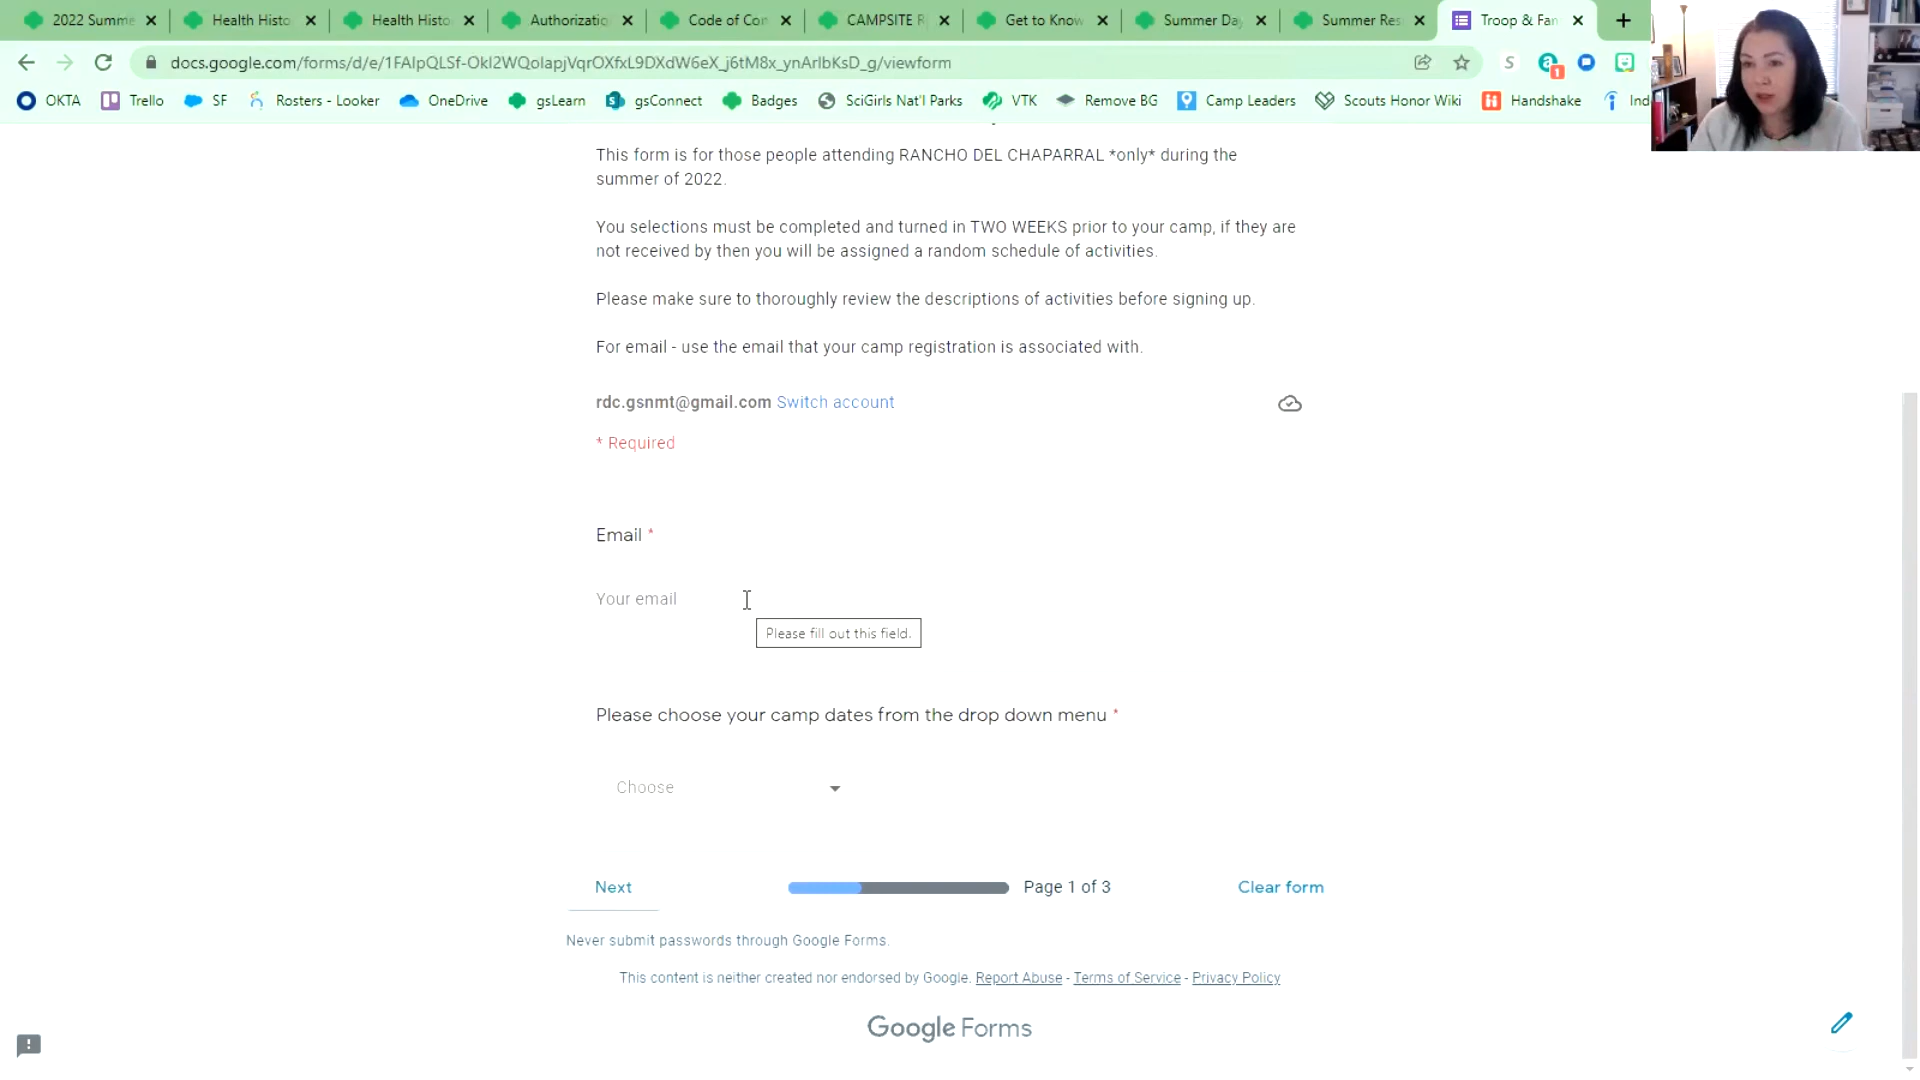 2022 Summe
Health Histo
Health Histo
Authorizatio
Code of Con
CAMPSITE R
Get to Know
Summer Day
Summer Res
Troop & Fam
docs.google.com/forms/d/e/1FAIpQLSf-OkI2WQoIapjVqrOXfxL9DXdW6eX_j6tM8x_ynArIbKsD_g/viewform
OKTA
Trello
SF
Rosters - Looker
OneDrive
gsLearn
gsConnect
Badges
SciGirls Nat'l Parks
VTK
Remove BG
Camp Leaders
Scouts Honor Wiki
Handshake
Ind
This form is for those people attending RANCHO DEL CHAPARRAL *only* during the
summer of 2022.
You selections must be completed and turned in TWO WEEKS prior to your camp, if they are
not received by then you will be assigned a random schedule of activities.
Please make sure to thoroughly review the descriptions of activities before signing up.
For email - use the email that your camp registration is associated with.
rdc.gsnmt@gmail.com Switch account
* Required
Email *
Your email
Please fill out this field.
Please choose your camp dates from the drop down menu *
Choose
Next
Page 1 of 3
Clear form
Never submit passwords through Google Forms.
This content is neither created nor endorsed by Google. Report Abuse - Terms of Service - Privacy Policy
Google Forms